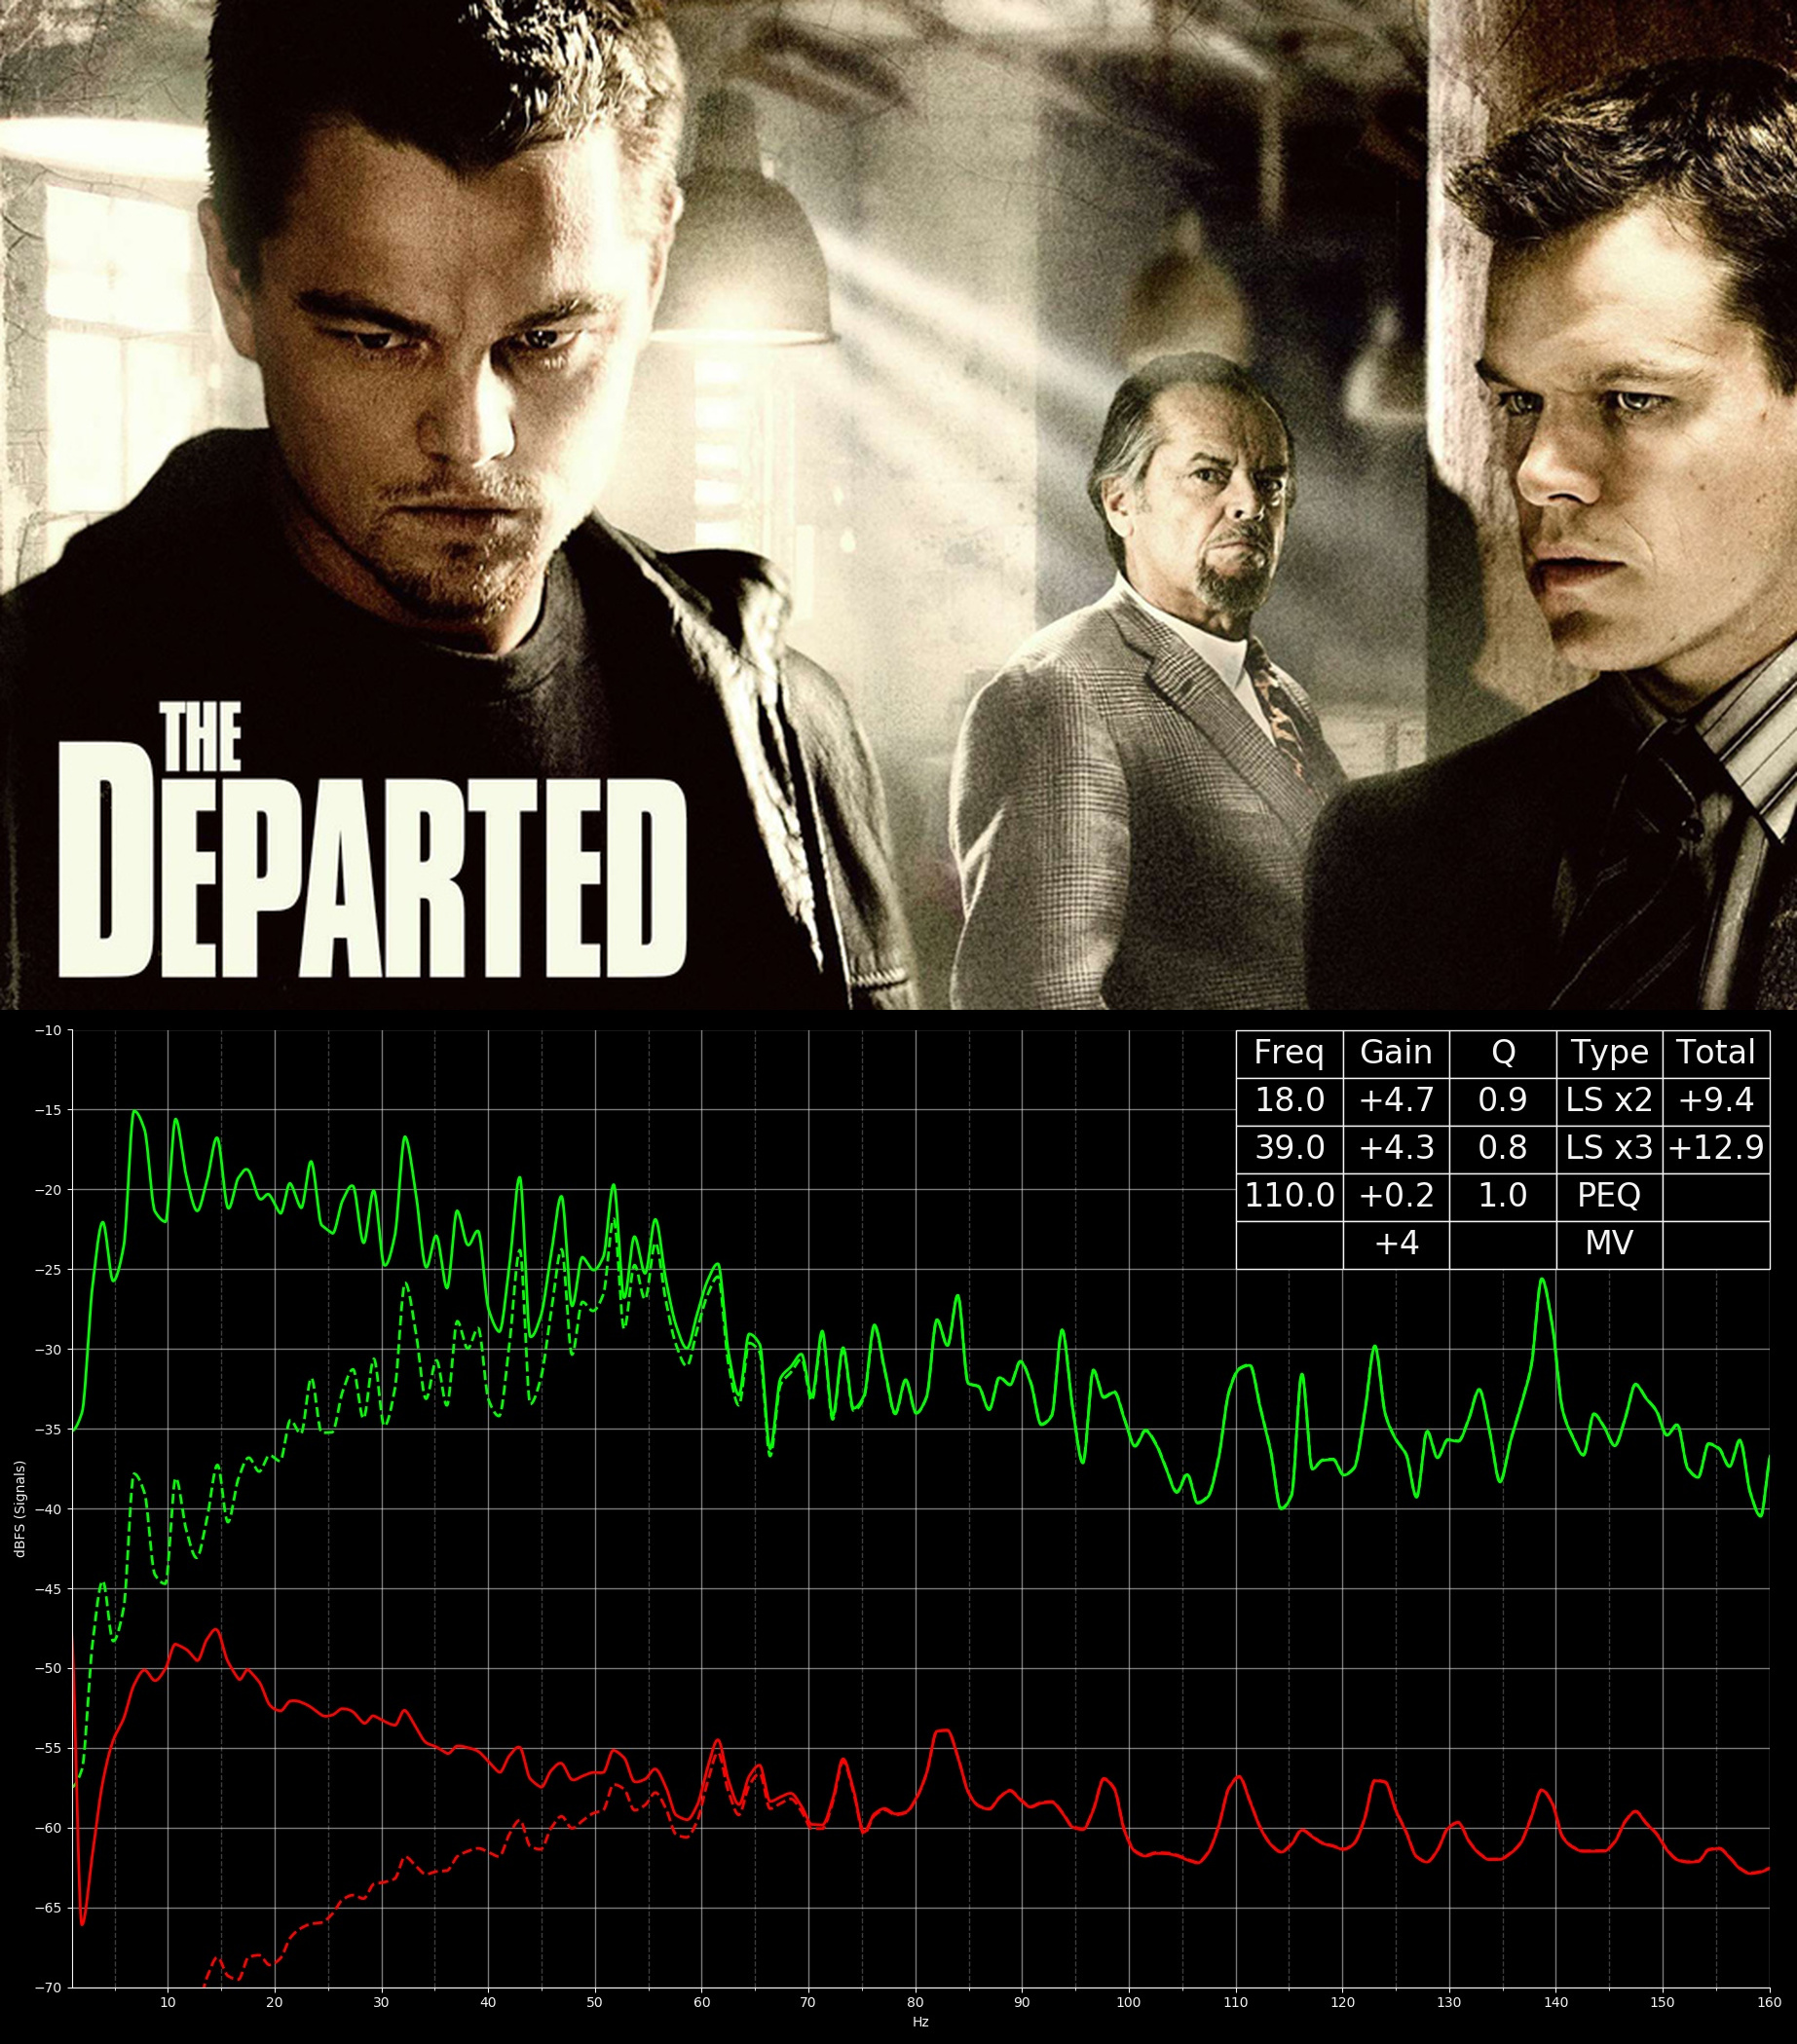 THE
DEPARTED
Freq Gain Q Type Total
18.0 +4.7 0.9 LS x2 +9.4
39.0 +4.3 0.8 LS x3 +12.9
110.0 +0.2 1.0 PEQ
+4 MV
−10
−15
−20
−25
−30
−35
−40
−45
−50
−55
−60
−65
−70
dBFS (Signals)
10 20 30 40 50 60 70 80 90 100 110 120 130 140 150 160
Hz